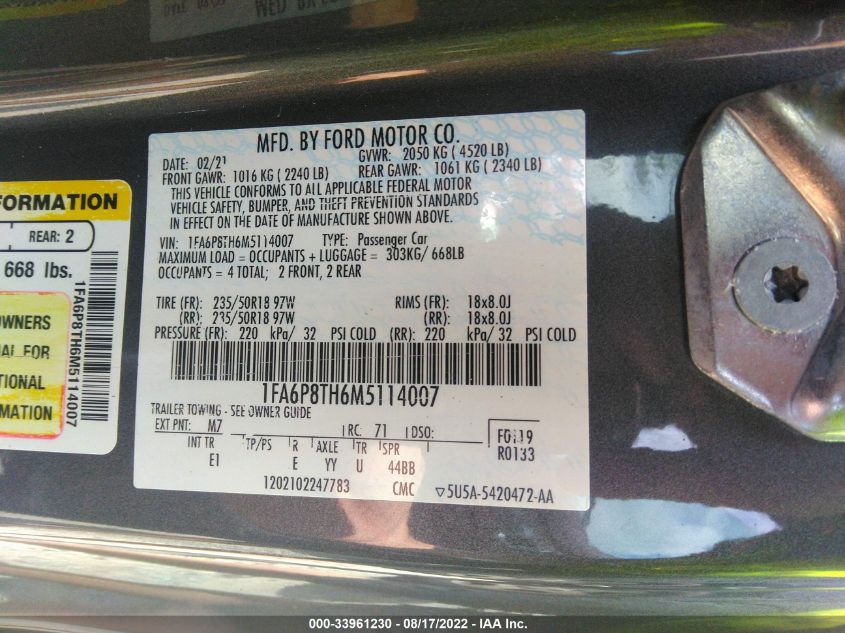 MFD. BY FORD MOTOR CO.
DATE: 02/21
GVWR: 2050 KG ( 4520 LB)
FRONT GAWR: 1016 KG ( 2240 LB)
REAR GAWR: 1061 KG ( 2340 LB)
THIS VEHICLE CONFORMS TO ALL APPLICABLE FEDERAL MOTOR
VEHICLE SAFETY, BUMPER, AND THEFT PREVENTION STANDARDS
IN EFFECT ON THE DATE OF MANUFACTURE SHOWN ABOVE.
VIN: 1FA6P8TH6M5114007 TYPE: Passenger Car
MAXIMUM LOAD = OCCUPANTS + LUGGAGE = 303KG/ 668LB
OCCUPANTS = 4 TOTAL; 2 FRONT, 2 REAR
TIRE (FR): 235/50R18 97W RIMS (FR): 18x8.0J
(RR): 235/50R18 97W (RR): 18x8.0J
PRESSURE (FR): 220 kPa/ 32 PSI COLD (RR): 220 kPa/ 32 PSI COLD
1FA6P8TH6M5114007
TRAILER TOWING - SEE OWNER GUIDE
EXT PNT: M7 RC: 71 DSO:
F0119
R0133
INT TR TP/PS R AXLE TR SPR
E1 E YY U 44BB
1202102247783 CMC ▽5U5A-5420472-AA
FORMATION
REAR: 2
668 lbs.
OWNERS
FOR
MATION
1FA6P8TH6M5114007
000-33961230 - 08/17/2022 - IAA Inc.